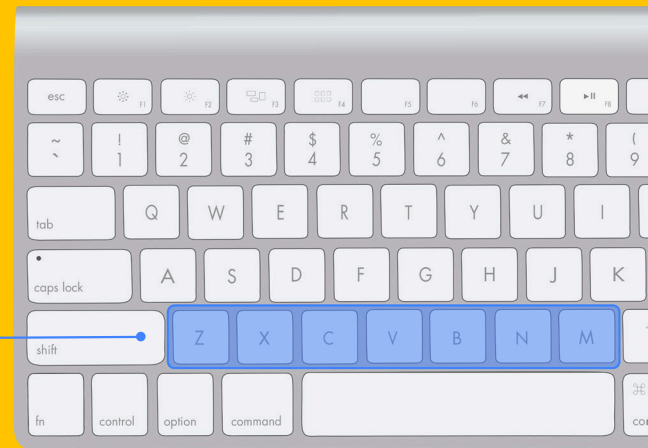 esc F1 F2 F3 F4 F5 F6 F7 F8
~ ! @ # $ % ^ & * (
` 1 2 3 4 5 6 7 8 9
tab Q W E R T Y U I
caps lock A S D F G H J K
shift Z X C V B N M
fn control option command ⌘